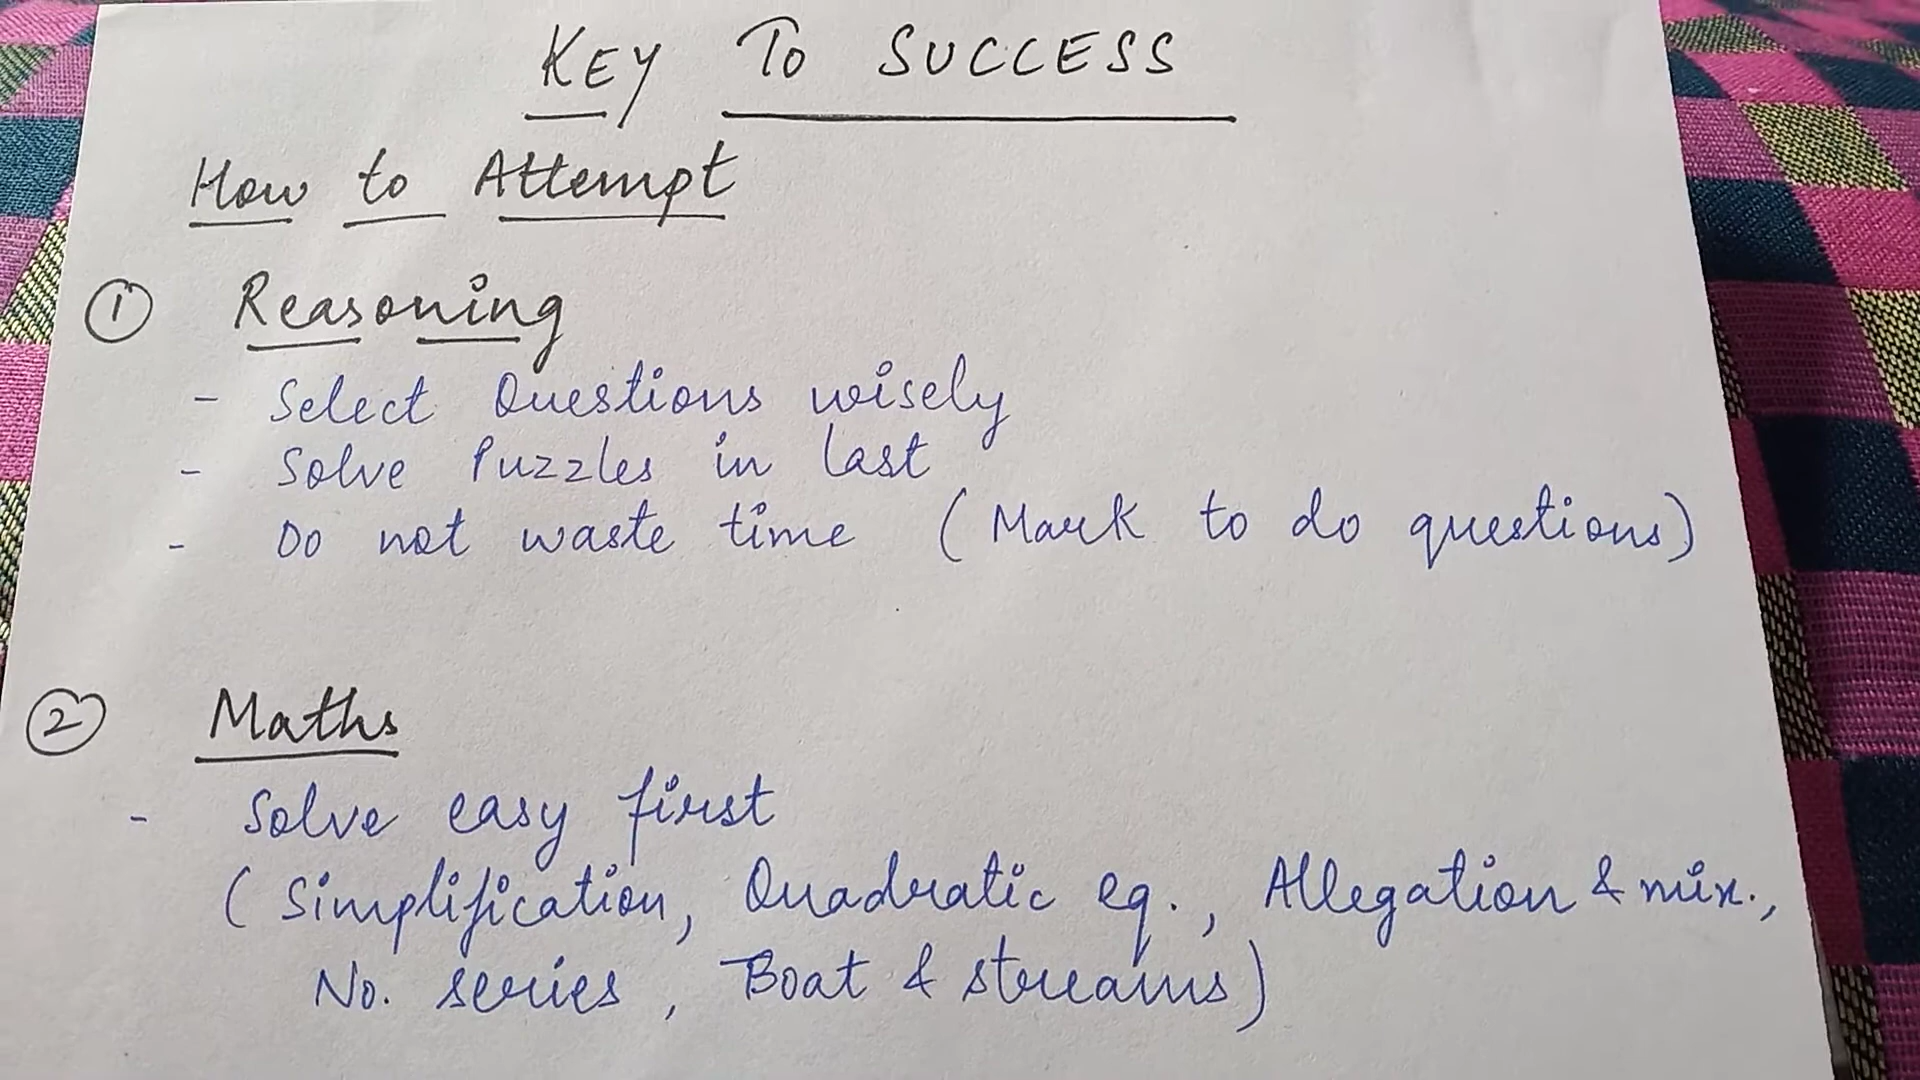 KEY To SUCCESS
How to Attempt
① Reasoning
- Select Questions wisely
- Solve Puzzles in last
- Do not waste time (Mark to do questions)
② Maths
- Solve easy first
(Simplification, Quadratic eq., Allegation & mix.,
No. series, Boat & streams)